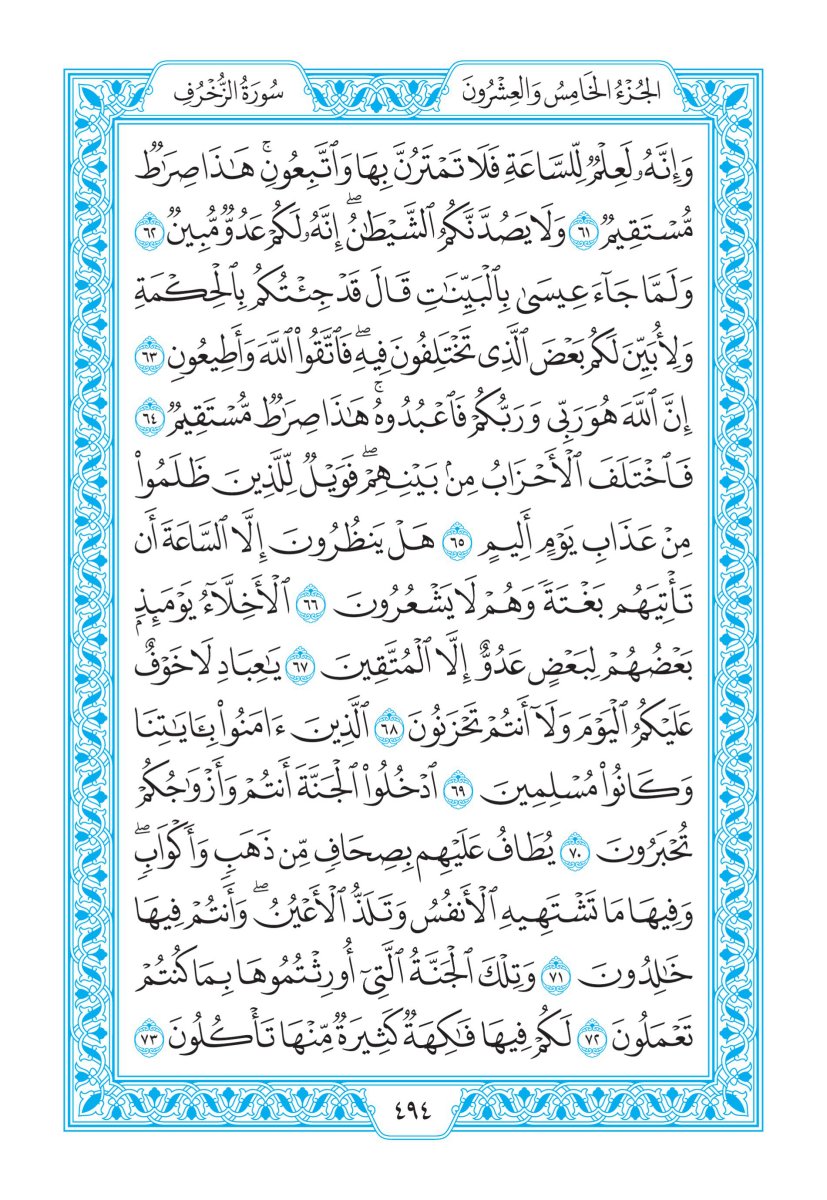 الجُزْءُ الخَامِسُ وَالعِشْرُونَ
سُورَةُ الزُّخْرُفِ
وَإِنَّهُۥ لَعِلْمٌ لِّلسَّاعَةِ فَلَا تَمْتَرُنَّ بِهَا وَٱتَّبِعُونِۚ هَٰذَا صِرَٰطٌ
مُّسْتَقِيمٌ ٦١ وَلَا يَصُدَّنَّكُمُ ٱلشَّيْطَٰنُۖ إِنَّهُۥ لَكُمْ عَدُوٌّ مُّبِينٌ ٦٢
وَلَمَّا جَآءَ عِيسَىٰ بِٱلْبَيِّنَٰتِ قَالَ قَدْ جِئْتُكُم بِٱلْحِكْمَةِ
وَلِأُبَيِّنَ لَكُم بَعْضَ ٱلَّذِى تَخْتَلِفُونَ فِيهِۖ فَٱتَّقُوا۟ ٱللَّهَ وَأَطِيعُونِ ٦٣
إِنَّ ٱللَّهَ هُوَ رَبِّى وَرَبُّكُمْ فَٱعْبُدُوهُۚ هَٰذَا صِرَٰطٌ مُّسْتَقِيمٌ ٦٤
فَٱخْتَلَفَ ٱلْأَحْزَابُ مِنۢ بَيْنِهِمْۖ فَوَيْلٌ لِّلَّذِينَ ظَلَمُوا۟
مِنْ عَذَابِ يَوْمٍ أَلِيمٍ ٦٥ هَلْ يَنظُرُونَ إِلَّا ٱلسَّاعَةَ أَن
تَأْتِيَهُم بَغْتَةً وَهُمْ لَا يَشْعُرُونَ ٦٦ ٱلْأَخِلَّآءُ يَوْمَئِذٍۭ
بَعْضُهُمْ لِبَعْضٍ عَدُوٌّ إِلَّا ٱلْمُتَّقِينَ ٦٧ يَٰعِبَادِ لَا خَوْفٌ
عَلَيْكُمُ ٱلْيَوْمَ وَلَآ أَنتُمْ تَحْزَنُونَ ٦٨ ٱلَّذِينَ ءَامَنُوا۟ بِـَٔايَٰتِنَا
وَكَانُوا۟ مُسْلِمِينَ ٦٩ ٱدْخُلُوا۟ ٱلْجَنَّةَ أَنتُمْ وَأَزْوَٰجُكُمْ
تُحْبَرُونَ ٧٠ يُطَافُ عَلَيْهِم بِصِحَافٍ مِّن ذَهَبٍ وَأَكْوَابٍۖ
وَفِيهَا مَا تَشْتَهِيهِ ٱلْأَنفُسُ وَتَلَذُّ ٱلْأَعْيُنُۖ وَأَنتُمْ فِيهَا
خَٰلِدُونَ ٧١ وَتِلْكَ ٱلْجَنَّةُ ٱلَّتِىٓ أُورِثْتُمُوهَا بِمَا كُنتُمْ
تَعْمَلُونَ ٧٢ لَكُمْ فِيهَا فَٰكِهَةٌ كَثِيرَةٌ مِّنْهَا تَأْكُلُونَ ٧٣
٤٩٤